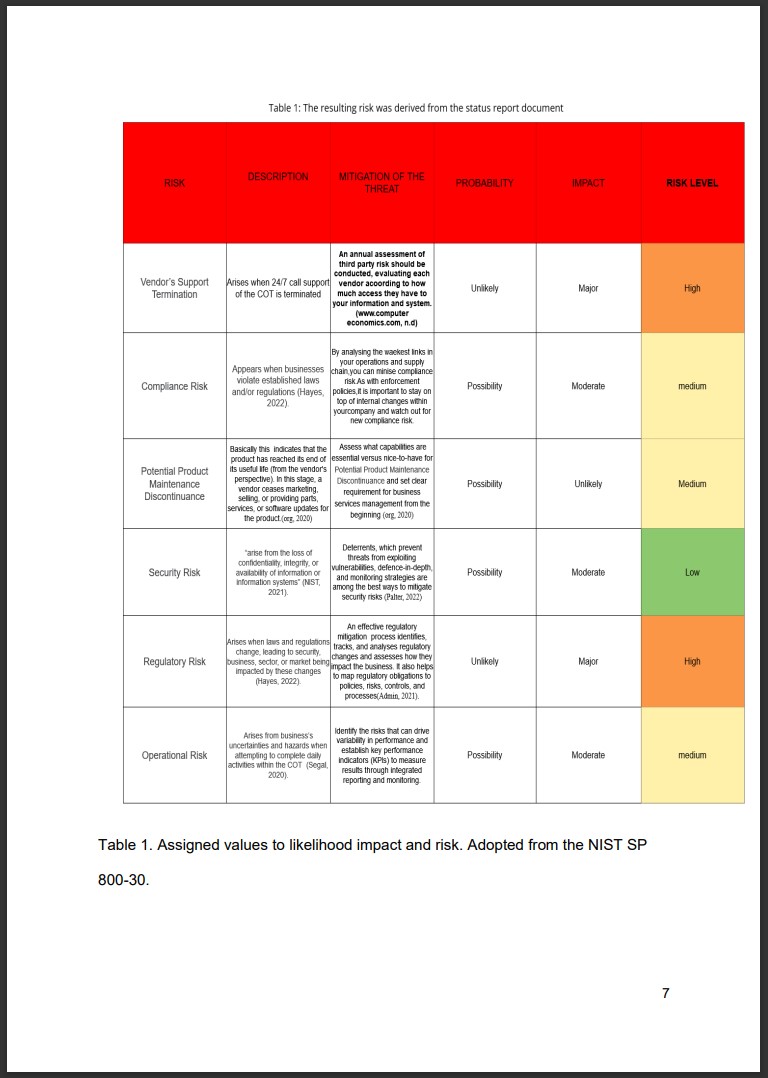 Table 1: The resulting risk was derived from the status report document
RISK
DESCRIPTION
MITIGATION OF THE
THREAT
PROBABILITY
IMPACT
RISK LEVEL
Vendor's Support
Termination
Arises when 24/7 call support
of the COT is terminated
An annual assessment of
third party risk should be
conducted, evaluating each
vendor acoording to how
much access they have to
your information and system.
(www.computer
economics.com, n.d)
Unlikely
Major
High
Compliance Risk
Appears when businesses
violate established laws
and/or regulations (Hayes,
2022).
By analysing the waekest links in
your operations and supply
chain,you can minise compliance
risk.As with enforcement
policies,it is important to stay on
top of internal changes within
yourcompany and watch out for
new compliance risk.
Possibility
Moderate
medium
Potential Product
Maintenance
Discontinuance
Basically this indicates that the
product has reached its end of
its useful life (from the vendor's
perspective). In this stage, a
vendor ceases marketing,
selling, or providing parts,
services, or software updates for
the product.(org, 2020)
Assess what capabilities are
essential versus nice-to-have for
Potential Product Maintenance
Discontinuance and set clear
requirement for business
services management from the
beginning (org, 2020)
Possibility
Unlikely
Medium
Security Risk
"arise from the loss of
confidentiality, integrity, or
availability of information or
information systems" (NIST,
2021).
Deterrents, which prevent
threats from exploiting
vulnerabilities, defence-in-depth,
and monitoring strategies are
among the best ways to mitigate
security risks (Palter, 2022)
Possibility
Moderate
Low
Regulatory Risk
Arises when laws and regulations
change, leading to security,
business, sector, or market being
impacted by these changes
(Hayes, 2022).
An effective regulatory
mitigation process identifies,
tracks, and analyses regulatory
changes and assesses how they
impact the business. It also helps
to map regulatory obligations to
policies, risks, controls, and
processes(Admin, 2021).
Unlikely
Major
High
Operational Risk
Arises from business's
uncertainties and hazards when
attempting to complete daily
activities within the COT (Segal,
2020).
Identify the risks that can drive
variability in performance and
establish key performance
indicators (KPIs) to measure
results through integrated
reporting and monitoring.
Possibility
Moderate
medium
Table 1. Assigned values to likelihood impact and risk. Adopted from the NIST SP
800-30.
7